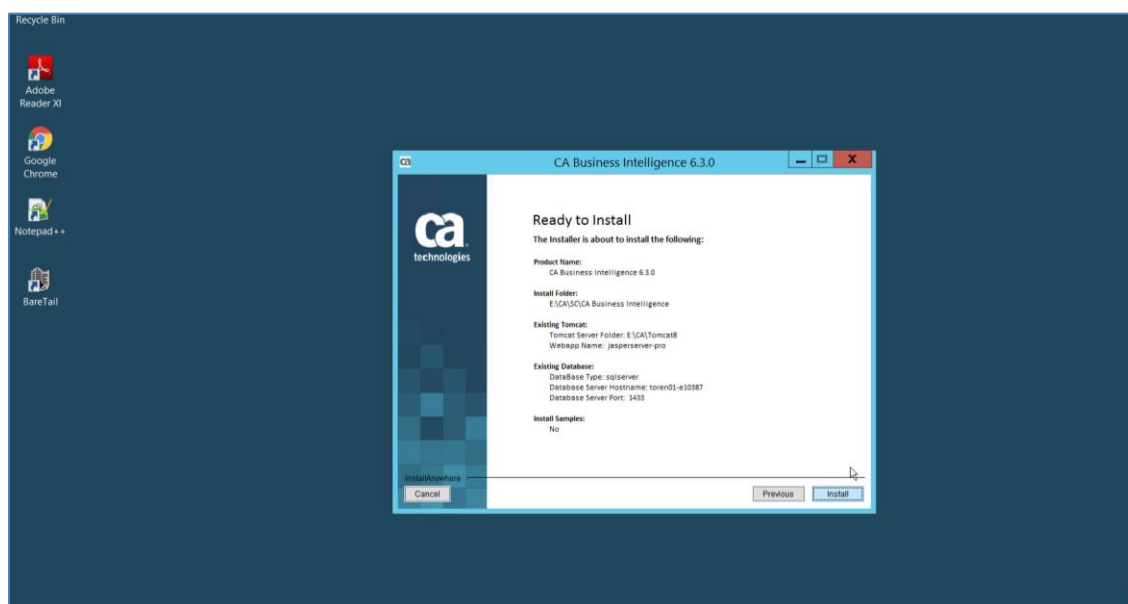 Recycle Bin
Adobe
Reader XI
Google
Chrome
Notepad++
BareTail
ca
CA Business Intelligence 6.3.0
ca
technologies
Ready to Install
The Installer is about to install the following:
Product Name:
CA Business Intelligence 6.3.0
Install Folder:
E:\CA\SC\CA Business Intelligence
Existing Tomcat:
Tomcat Server Folder: E:\CA\Tomcat8
Webapp Name: jasperserver-pro
Existing Database:
DataBase Type: sqlserver
Database Server Hostname: toren01-e10387
Database Server Port: 1433
Install Samples:
No
InstallAnywhere
Cancel
Previous
Install